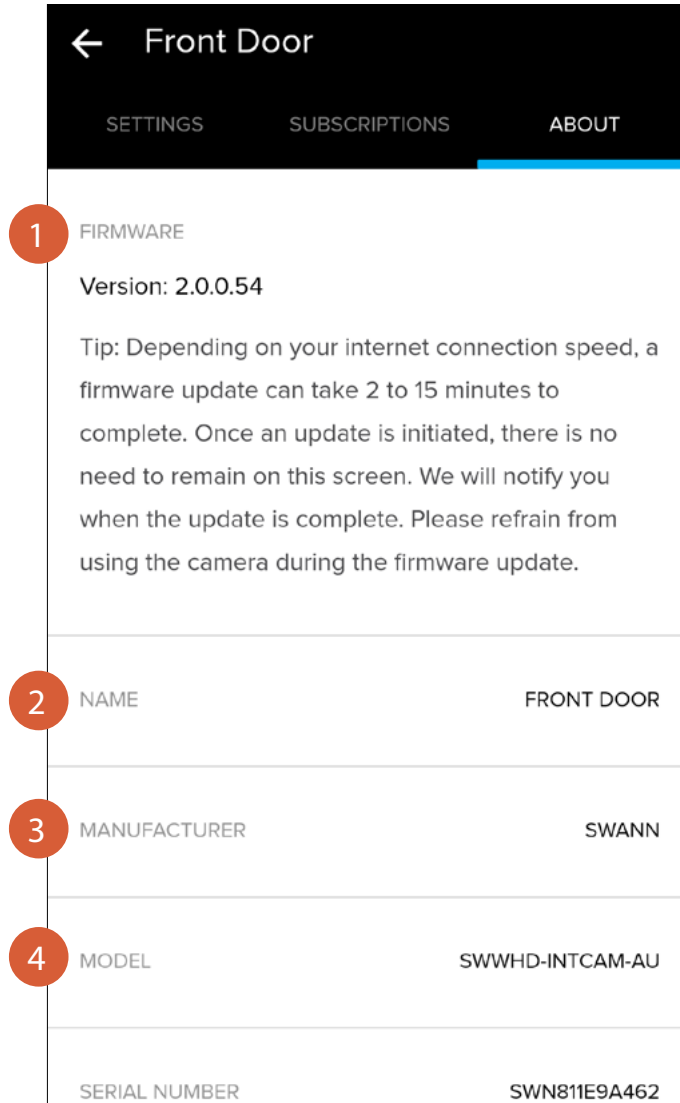 Front Door
SETTINGS SUBSCRIPTIONS ABOUT
1 FIRMWARE
Version: 2.0.0.54
Tip: Depending on your internet connection speed, a
firmware update can take 2 to 15 minutes to
complete. Once an update is initiated, there is no
need to remain on this screen. We will notify you
when the update is complete. Please refrain from
using the camera during the firmware update.
2 NAME FRONT DOOR
3 MANUFACTURER SWANN
4 MODEL SWWHD-INTCAM-AU
SERIAL NUMBER SWN811E9A462